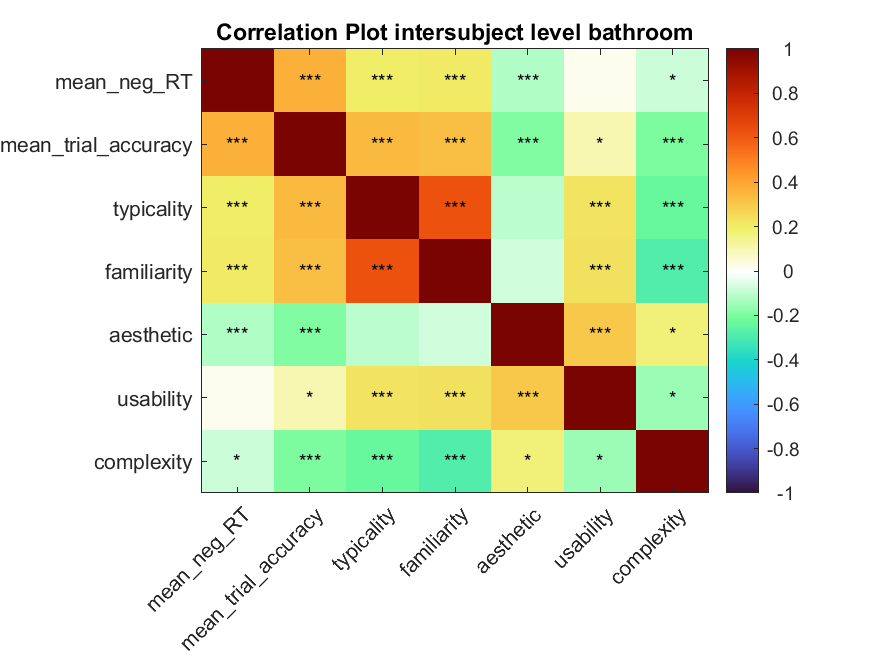 Correlation Plot intersubject level bathroom
mean_neg_RT *** *** *** *** *
mean_trial_accuracy *** *** *** *** * ***
typicality *** *** *** *** ***
familiarity *** *** *** *** ***
aesthetic *** *** *** *
usability * *** *** *** *
complexity * *** *** *** * *
mean_neg_RT
mean_trial_accuracy
typicality
familiarity
aesthetic
usability
complexity
1
0.8
0.6
0.4
0.2
0
-0.2
-0.4
-0.6
-0.8
-1